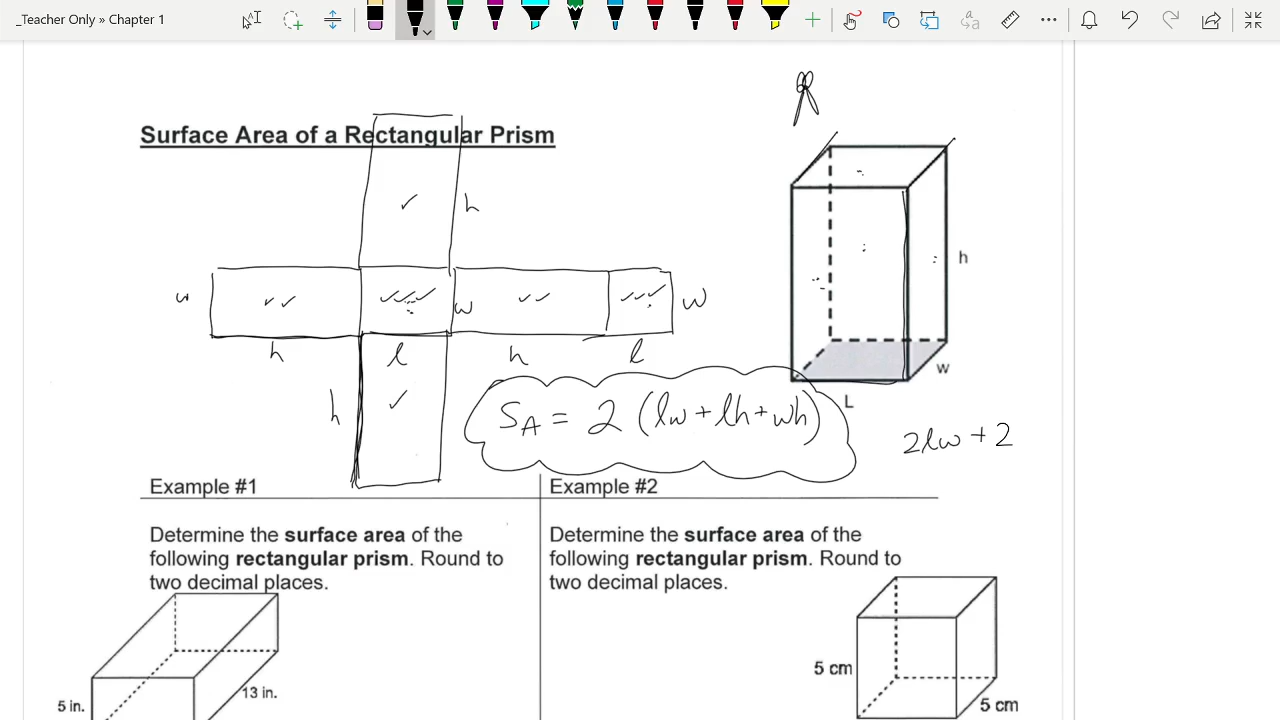 _Teacher Only » Chapter 1
Surface Area of a Rectangular Prism
h
w
w
w
h
l
h
l
h
h
w
L
S_A = 2 (lw + lh + wh)
2lw + 2
Example #1
Determine the surface area of the
following rectangular prism. Round to
two decimal places.
5 in.
13 in.
Example #2
Determine the surface area of the
following rectangular prism. Round to
two decimal places.
5 cm
5 cm